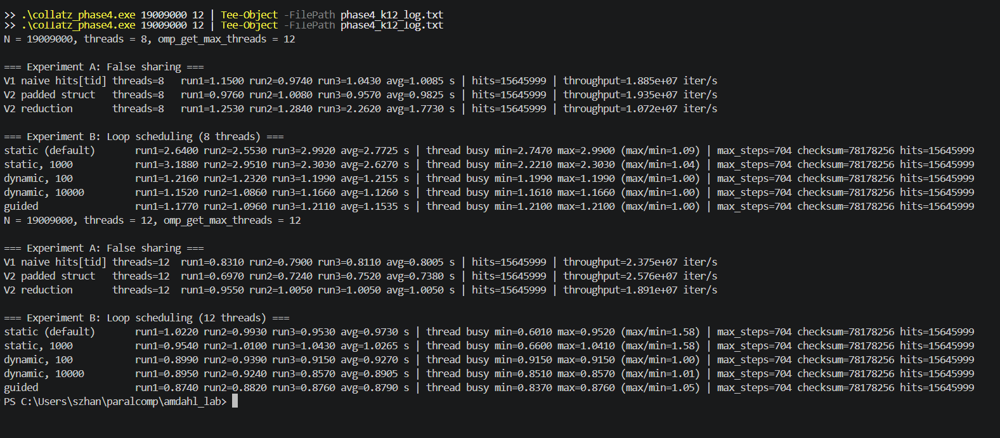 >> .\collatz_phase4.exe 19009000 12 | Tee-Object -FilePath phase4_k12_log.txt
>> .\collatz_phase4.exe 19009000 12 | Tee-Object -FilePath phase4_k12_log.txt
N = 19009000, threads = 8, omp_get_max_threads = 12
=== Experiment A: False sharing ===
V1 naive hits[tid] threads=8   run1=1.1500 run2=0.9740 run3=1.0430 avg=1.0085 s | hits=15645999 | throughput=1.885e+07 iter/s
V2 padded struct   threads=8   run1=0.9760 run2=1.0080 run3=0.9570 avg=0.9825 s | hits=15645999 | throughput=1.935e+07 iter/s
V2 reduction       threads=8   run1=1.2530 run2=1.2840 run3=2.2620 avg=1.7730 s | hits=15645999 | throughput=1.072e+07 iter/s
=== Experiment B: Loop scheduling (8 threads) ===
static (default)       run1=2.6400 run2=2.5530 run3=2.9920 avg=2.7725 s | thread busy min=2.7470 max=2.9900 (max/min=1.09) | max_steps=704 checksum=78178256 hits=15645999
static, 1000           run1=3.1880 run2=2.9510 run3=2.3030 avg=2.6270 s | thread busy min=2.2210 max=2.3030 (max/min=1.04) | max_steps=704 checksum=78178256 hits=15645999
dynamic, 100           run1=1.2160 run2=1.2320 run3=1.1990 avg=1.2155 s | thread busy min=1.1990 max=1.1990 (max/min=1.00) | max_steps=704 checksum=78178256 hits=15645999
dynamic, 10000         run1=1.1520 run2=1.0860 run3=1.1660 avg=1.1260 s | thread busy min=1.1610 max=1.1660 (max/min=1.00) | max_steps=704 checksum=78178256 hits=15645999
guided                 run1=1.1770 run2=1.0960 run3=1.2110 avg=1.1535 s | thread busy min=1.2100 max=1.2100 (max/min=1.00) | max_steps=704 checksum=78178256 hits=15645999
N = 19009000, threads = 12, omp_get_max_threads = 12
=== Experiment A: False sharing ===
V1 naive hits[tid] threads=12  run1=0.8310 run2=0.7900 run3=0.8110 avg=0.8005 s | hits=15645999 | throughput=2.375e+07 iter/s
V2 padded struct   threads=12  run1=0.6970 run2=0.7240 run3=0.7520 avg=0.7380 s | hits=15645999 | throughput=2.576e+07 iter/s
V2 reduction       threads=12  run1=0.9550 run2=1.0050 run3=1.0050 avg=1.0050 s | hits=15645999 | throughput=1.891e+07 iter/s
=== Experiment B: Loop scheduling (12 threads) ===
static (default)       run1=1.0220 run2=0.9930 run3=0.9530 avg=0.9730 s | thread busy min=0.6010 max=0.9520 (max/min=1.58) | max_steps=704 checksum=78178256 hits=15645999
static, 1000           run1=0.9540 run2=1.0100 run3=1.0430 avg=1.0265 s | thread busy min=0.6600 max=1.0410 (max/min=1.58) | max_steps=704 checksum=78178256 hits=15645999
dynamic, 100           run1=0.8990 run2=0.9390 run3=0.9150 avg=0.9270 s | thread busy min=0.9150 max=0.9150 (max/min=1.00) | max_steps=704 checksum=78178256 hits=15645999
dynamic, 10000         run1=0.8950 run2=0.9240 run3=0.8570 avg=0.8905 s | thread busy min=0.8510 max=0.8570 (max/min=1.01) | max_steps=704 checksum=78178256 hits=15645999
guided                 run1=0.8740 run2=0.8820 run3=0.8760 avg=0.8790 s | thread busy min=0.8370 max=0.8760 (max/min=1.05) | max_steps=704 checksum=78178256 hits=15645999
PS C:\Users\szhan\paralcomp\amdahl_lab>